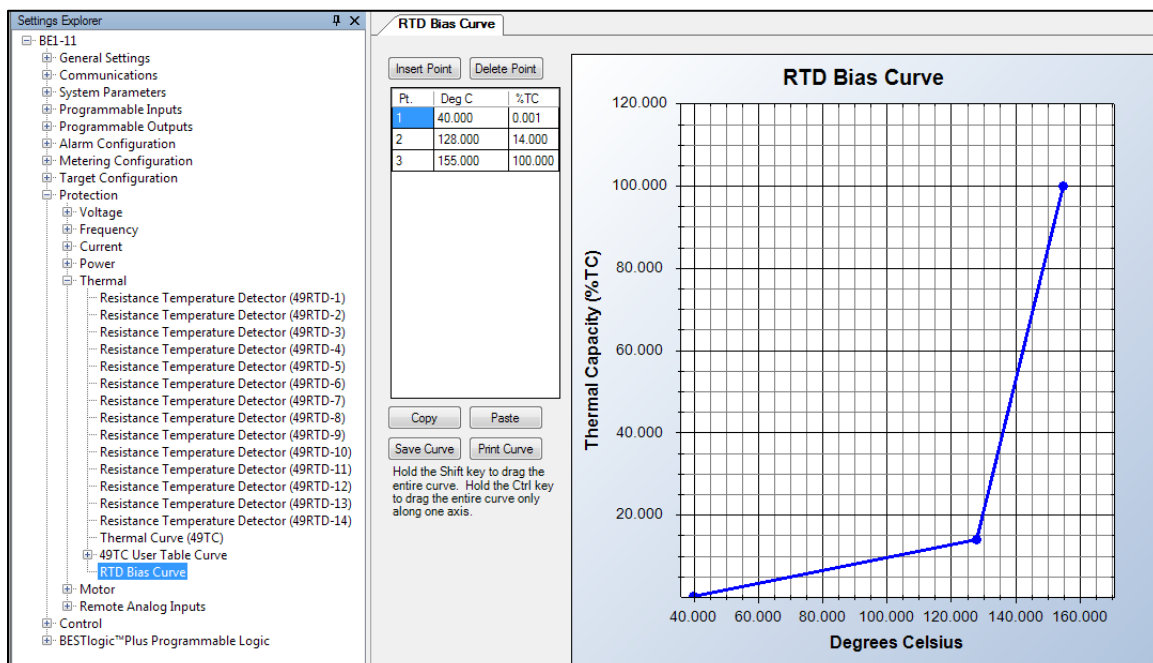 Settings Explorer
BE1-11
General Settings
Communications
System Parameters
Programmable Inputs
Programmable Outputs
Alarm Configuration
Metering Configuration
Target Configuration
Protection
Voltage
Frequency
Current
Power
Thermal
Resistance Temperature Detector (49RTD-1)
Resistance Temperature Detector (49RTD-2)
Resistance Temperature Detector (49RTD-3)
Resistance Temperature Detector (49RTD-4)
Resistance Temperature Detector (49RTD-5)
Resistance Temperature Detector (49RTD-6)
Resistance Temperature Detector (49RTD-7)
Resistance Temperature Detector (49RTD-8)
Resistance Temperature Detector (49RTD-9)
Resistance Temperature Detector (49RTD-10)
Resistance Temperature Detector (49RTD-11)
Resistance Temperature Detector (49RTD-12)
Resistance Temperature Detector (49RTD-13)
Resistance Temperature Detector (49RTD-14)
Thermal Curve (49TC)
49TC User Table Curve
RTD Bias Curve
Motor
Remote Analog Inputs
Control
BESTlogic™Plus Programmable Logic
RTD Bias Curve
Insert Point Delete Point
Pt. Deg C %TC
1 40.000 0.001
2 128.000 14.000
3 155.000 100.000
Copy Paste
Save Curve Print Curve
Hold the Shift key to drag the
entire curve. Hold the Ctrl key
to drag the entire curve only
along one axis.
RTD Bias Curve
Thermal Capacity (%TC)
120.000
100.000
80.000
60.000
40.000
20.000
40.000 60.000 80.000 100.000 120.000 140.000 160.000
Degrees Celsius